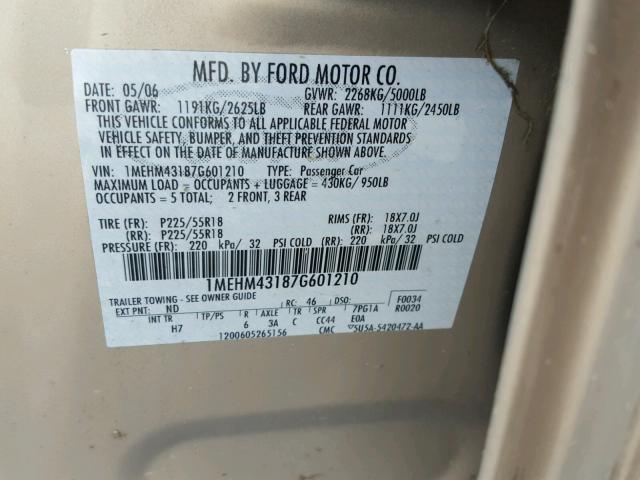 MFD. BY FORD MOTOR CO.
DATE: 05/06 GVWR: 2268KG/5000LB
FRONT GAWR: 1191KG/2625LB REAR GAWR: 1111KG/2450LB
THIS VEHICLE CONFORMS TO ALL APPLICABLE FEDERAL MOTOR
VEHICLE SAFETY, BUMPER, AND THEFT PREVENTION STANDARDS
IN EFFECT ON THE DATE OF MANUFACTURE SHOWN ABOVE.
VIN: 1MEHM43187G601210 TYPE: Passenger Car
MAXIMUM LOAD = OCCUPANTS + LUGGAGE = 430KG/ 950LB
OCCUPANTS = 5 TOTAL; 2 FRONT, 3 REAR
TIRE (FR): P225/55R18 RIMS (FR): 18X7.0J
(RR): P225/55R18 (RR): 18X7.0J
PRESSURE (FR): 220 kPa/ 32 PSI COLD (RR): 220 kPa/ 32 PSI COLD
1MEHM43187G601210
TRAILER TOWING - SEE OWNER GUIDE F0034
EXT PNT: ND RC: 46 DSO: R0020
INT TR TP/PS R AXLE TR SPR 7PG1A E0A
H7 6 3A C CC44
1200605265156 CMC 5U5A-5420472-AA